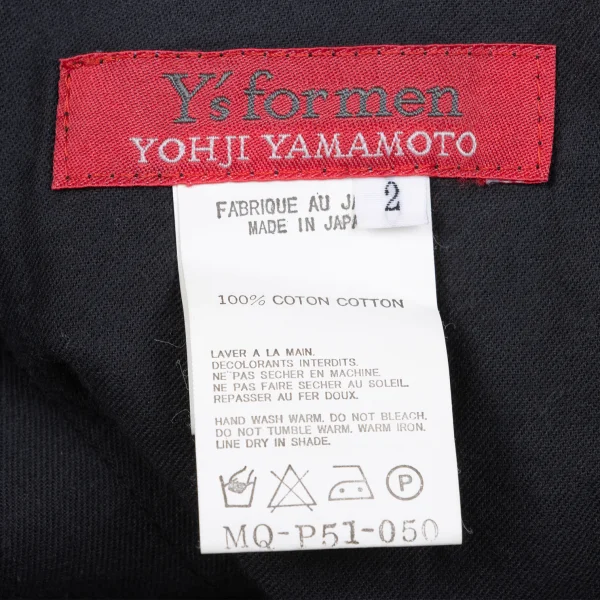 Y's for men
YOHJI YAMAMOTO
2
FABRIQUE AU
MADE IN JAPA
100% COTON COTTON
LAVER A LA MAIN.
DECOLORANTS INTERDITS.
NE PAS SECHER EN MACHINE.
NE PAS FAIRE SECHER AU SOLEIL.
REPASSER AU FER DOUX.
HAND WASH WARM. DO NOT BLEACH.
DO NOT TUMBLE WARM. WARM IRON.
LINE DRY IN SHADE.
P
MQ-P51-050